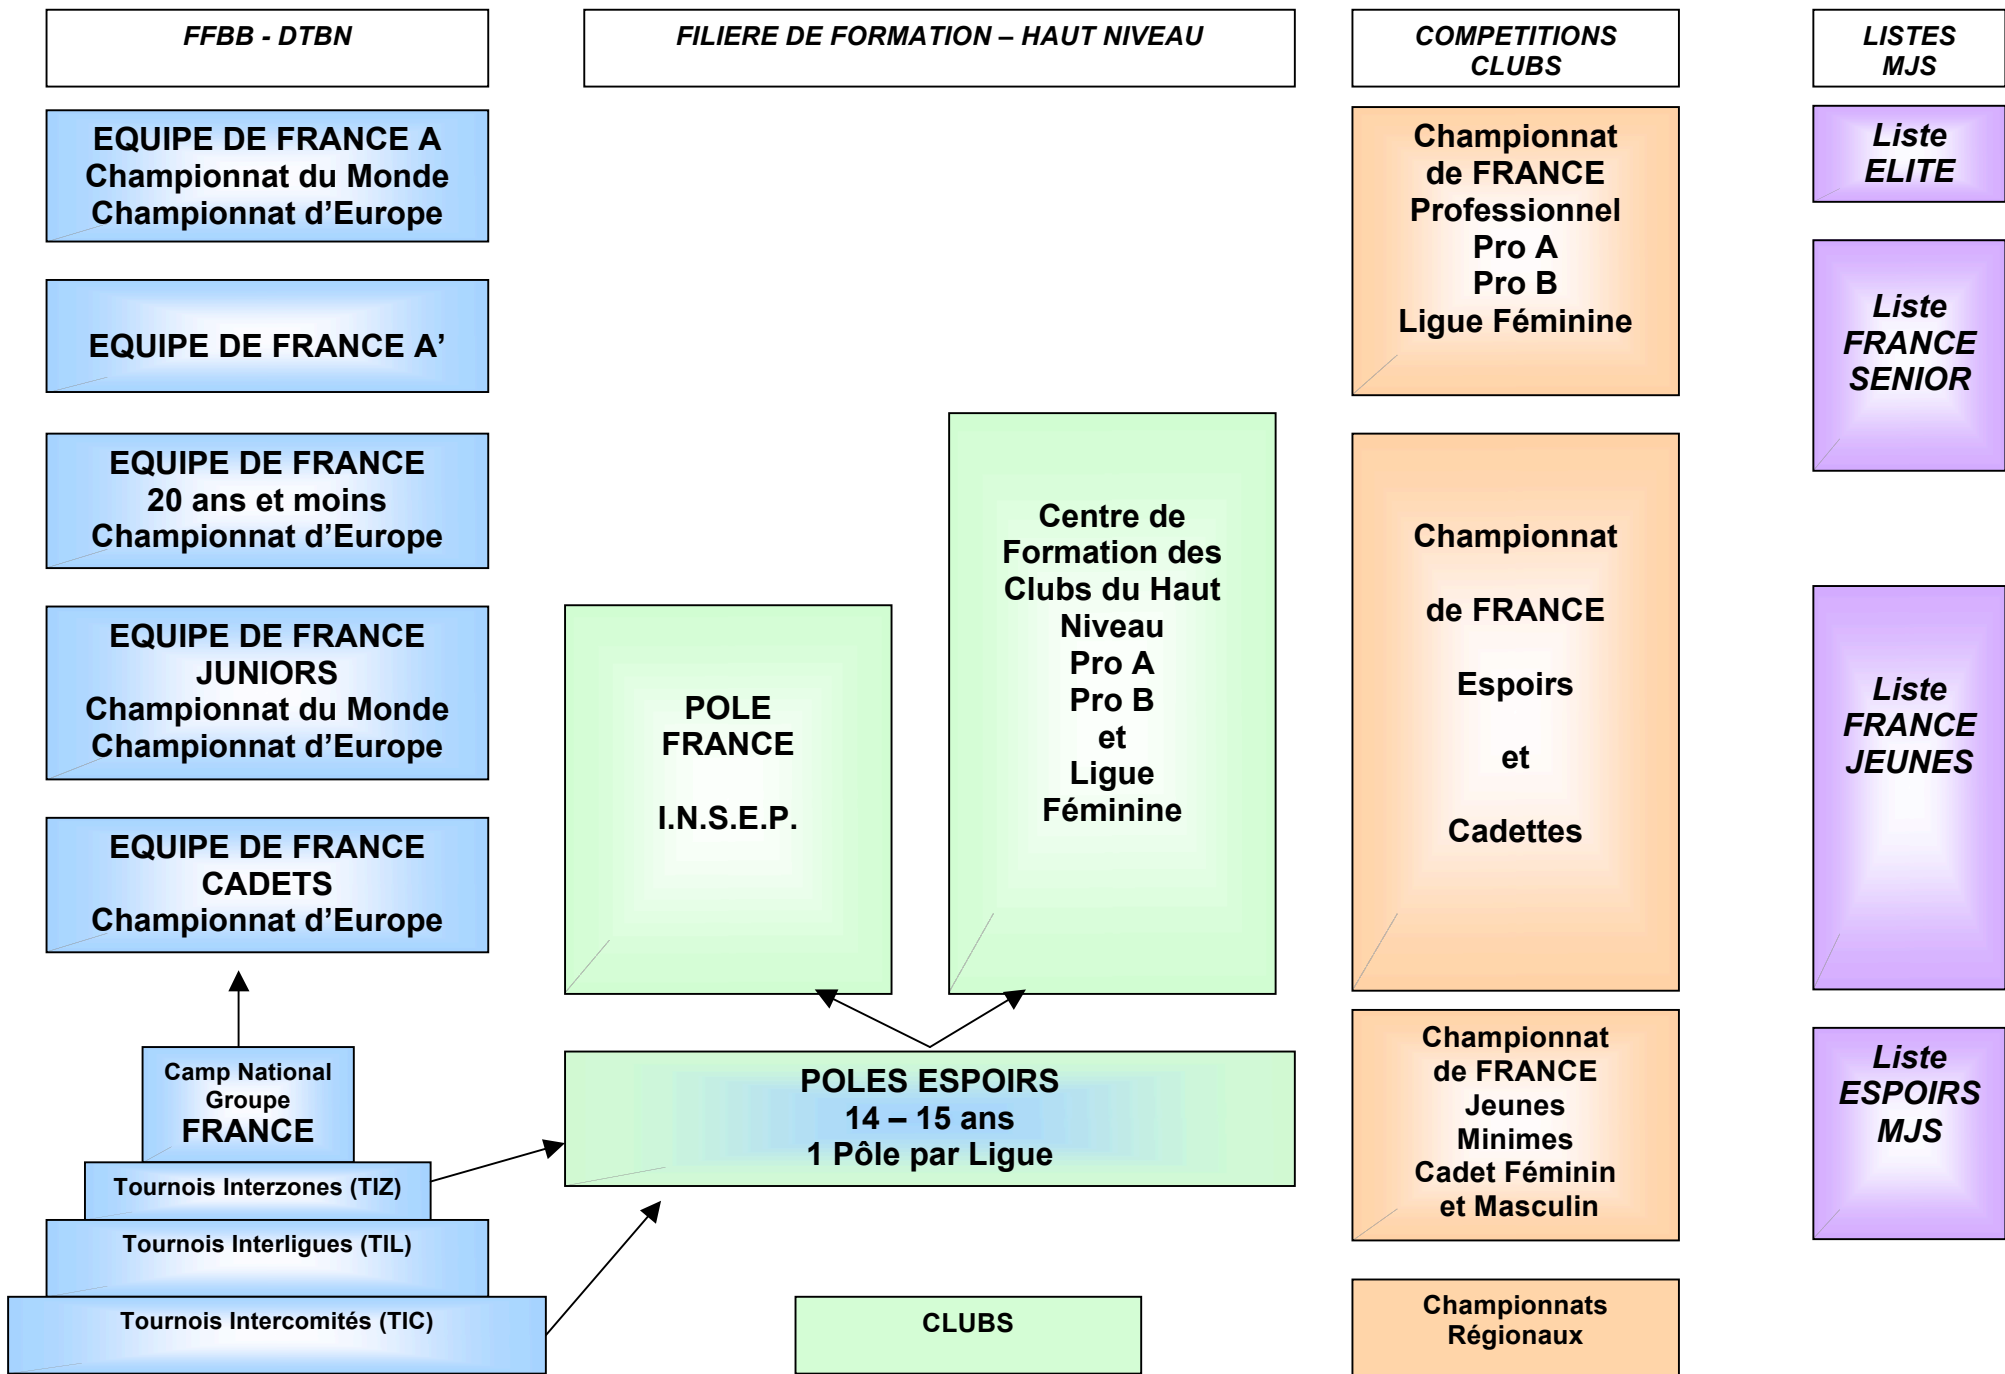 FFBB - DTBN
FILIERE DE FORMATION – HAUT NIVEAU
COMPETITIONS
CLUBS
LISTES
MJS
EQUIPE DE FRANCE A
Championnat du Monde
Championnat d’Europe
EQUIPE DE FRANCE A’
EQUIPE DE FRANCE
20 ans et moins
Championnat d’Europe
EQUIPE DE FRANCE
JUNIORS
Championnat du Monde
Championnat d’Europe
EQUIPE DE FRANCE
CADETS
Championnat d’Europe
Camp National
Groupe
FRANCE
Tournois Interzones (TIZ)
Tournois Interligues (TIL)
Tournois Intercomités (TIC)
POLE
FRANCE
I.N.S.E.P.
Centre de
Formation des
Clubs du Haut
Niveau
Pro A
Pro B
et
Ligue
Féminine
POLES ESPOIRS
14 – 15 ans
1 Pôle par Ligue
CLUBS
Championnat
de FRANCE
Professionnel
Pro A
Pro B
Ligue Féminine
Championnat
de FRANCE
Espoirs
et
Cadettes
Championnat
de FRANCE
Jeunes
Minimes
Cadet Féminin
et Masculin
Championnats
Régionaux
Liste
ELITE
Liste
FRANCE
SENIOR
Liste
FRANCE
JEUNES
Liste
ESPOIRS
MJS